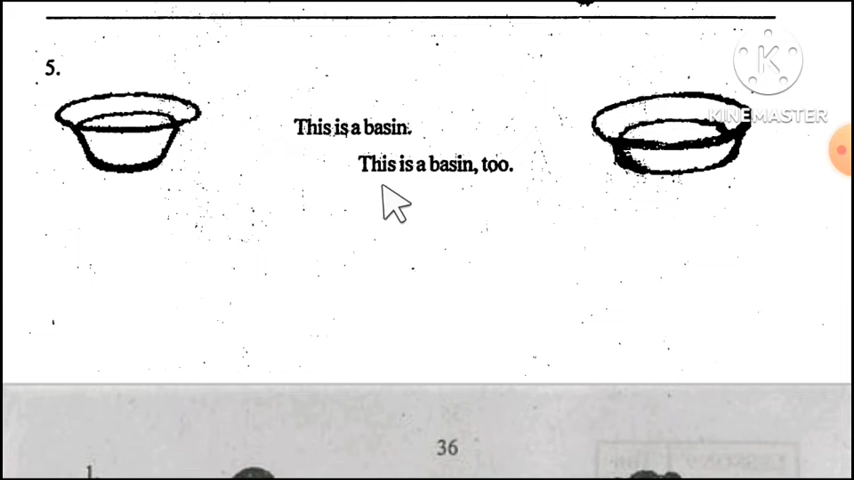 5.
This is a basin.
This is a basin, too.
K
KINEMASTER
36
1.